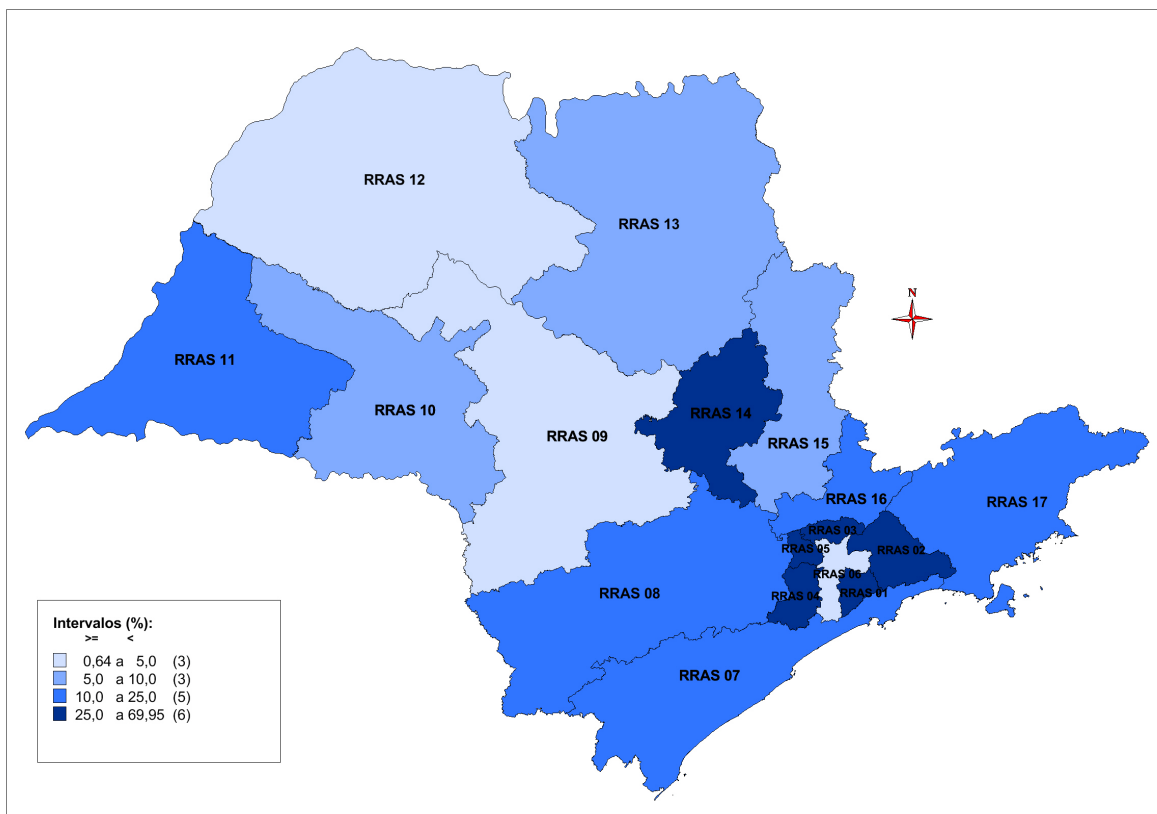 RRAS 12
RRAS 13
N
RRAS 11
RRAS 10
RRAS 14
RRAS 09
RRAS 15
RRAS 16
RRAS 17
RRAS 03
RRAS 05
RRAS 02
RRAS 06
RRAS 08
RRAS 04
RRAS 01
RRAS 07
Intervalos (%):
>= <
0,64 a 5,0 (3)
5,0 a 10,0 (3)
10,0 a 25,0 (5)
25,0 a 69,95 (6)